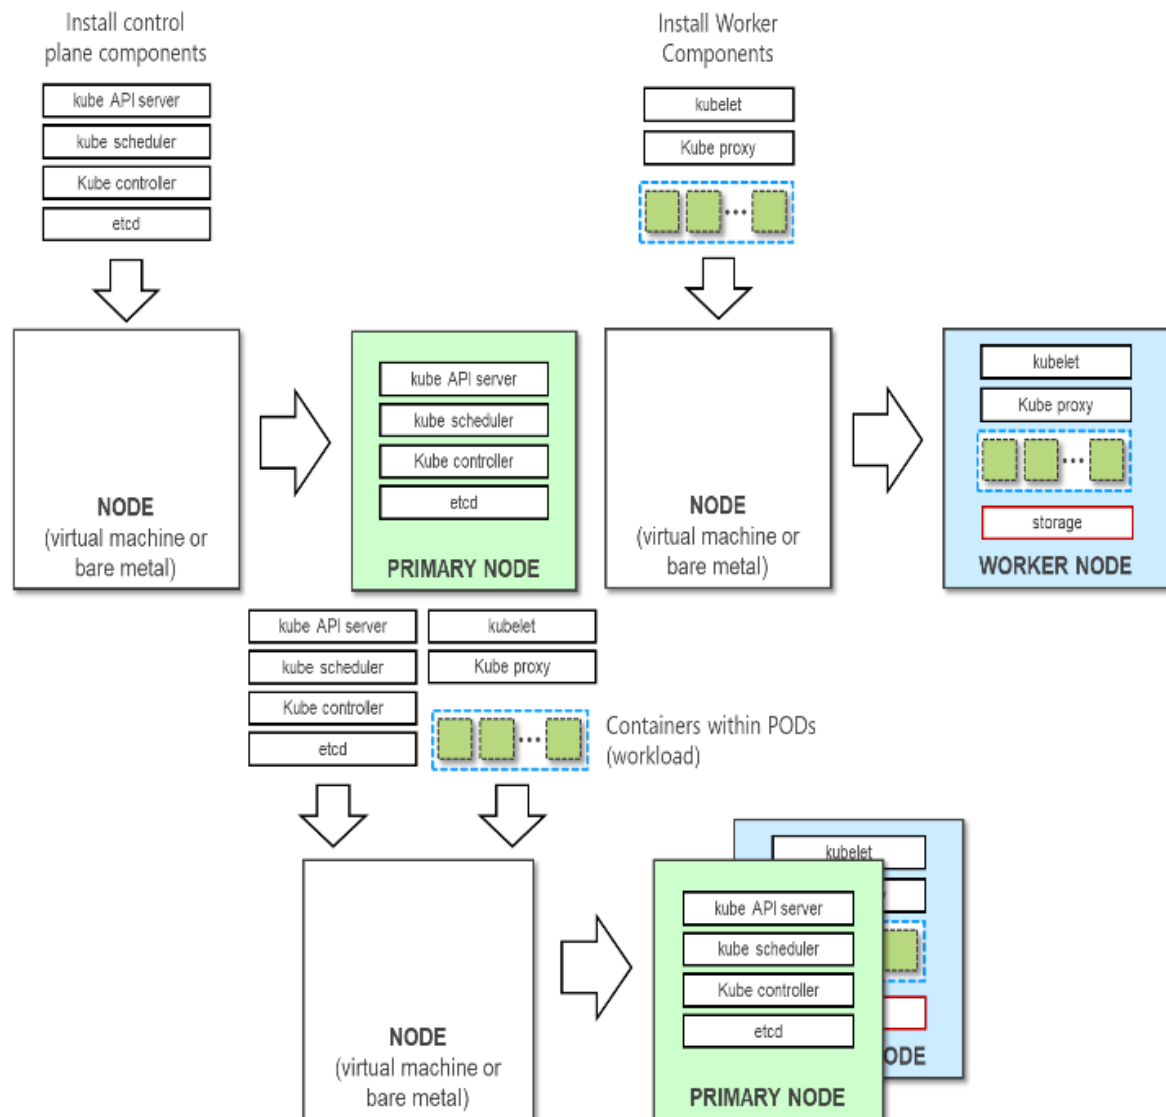 Install control
plane components
kube API server
kube scheduler
Kube controller
etcd
Install Worker
Components
kubelet
Kube proxy
NODE
(virtual machine or
bare metal)
kube API server
kube scheduler
Kube controller
etcd
PRIMARY NODE
NODE
(virtual machine or
bare metal)
kubelet
Kube proxy
storage
WORKER NODE
kube API server
kube scheduler
Kube controller
etcd
kubelet
Kube proxy
Containers within PODs
(workload)
NODE
(virtual machine or
bare metal)
kube API server
kube scheduler
Kube controller
etcd
PRIMARY NODE
kubelet
ODE